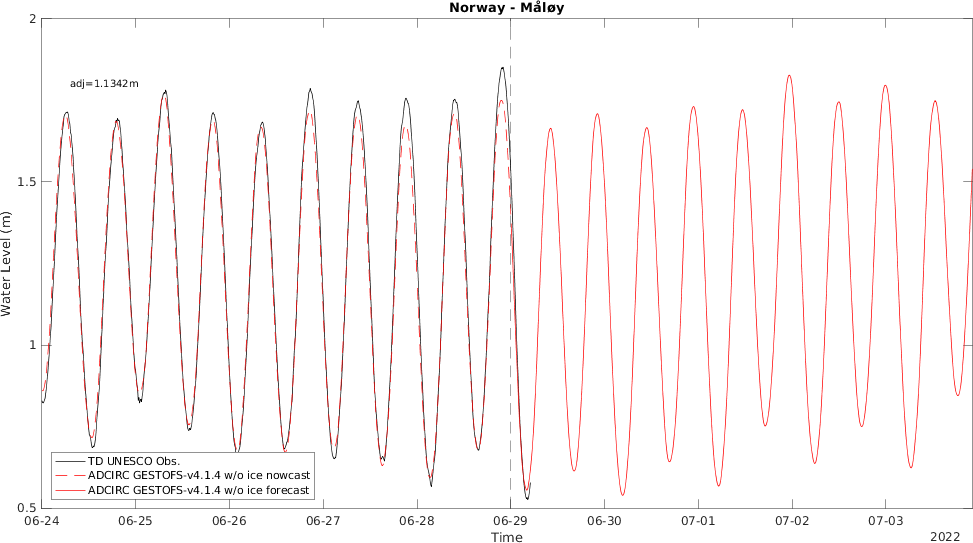 Norway - Måløy
2
adj=1.1342m
1.5
Water Level (m)
1
TD UNESCO Obs.
ADCIRC GESTOFS-v4.1.4 w/o ice nowcast
ADCIRC GESTOFS-v4.1.4 w/o ice forecast
0.5
06-24 06-25 06-26 06-27 06-28 06-29 06-30 07-01 07-02 07-03
Time
2022